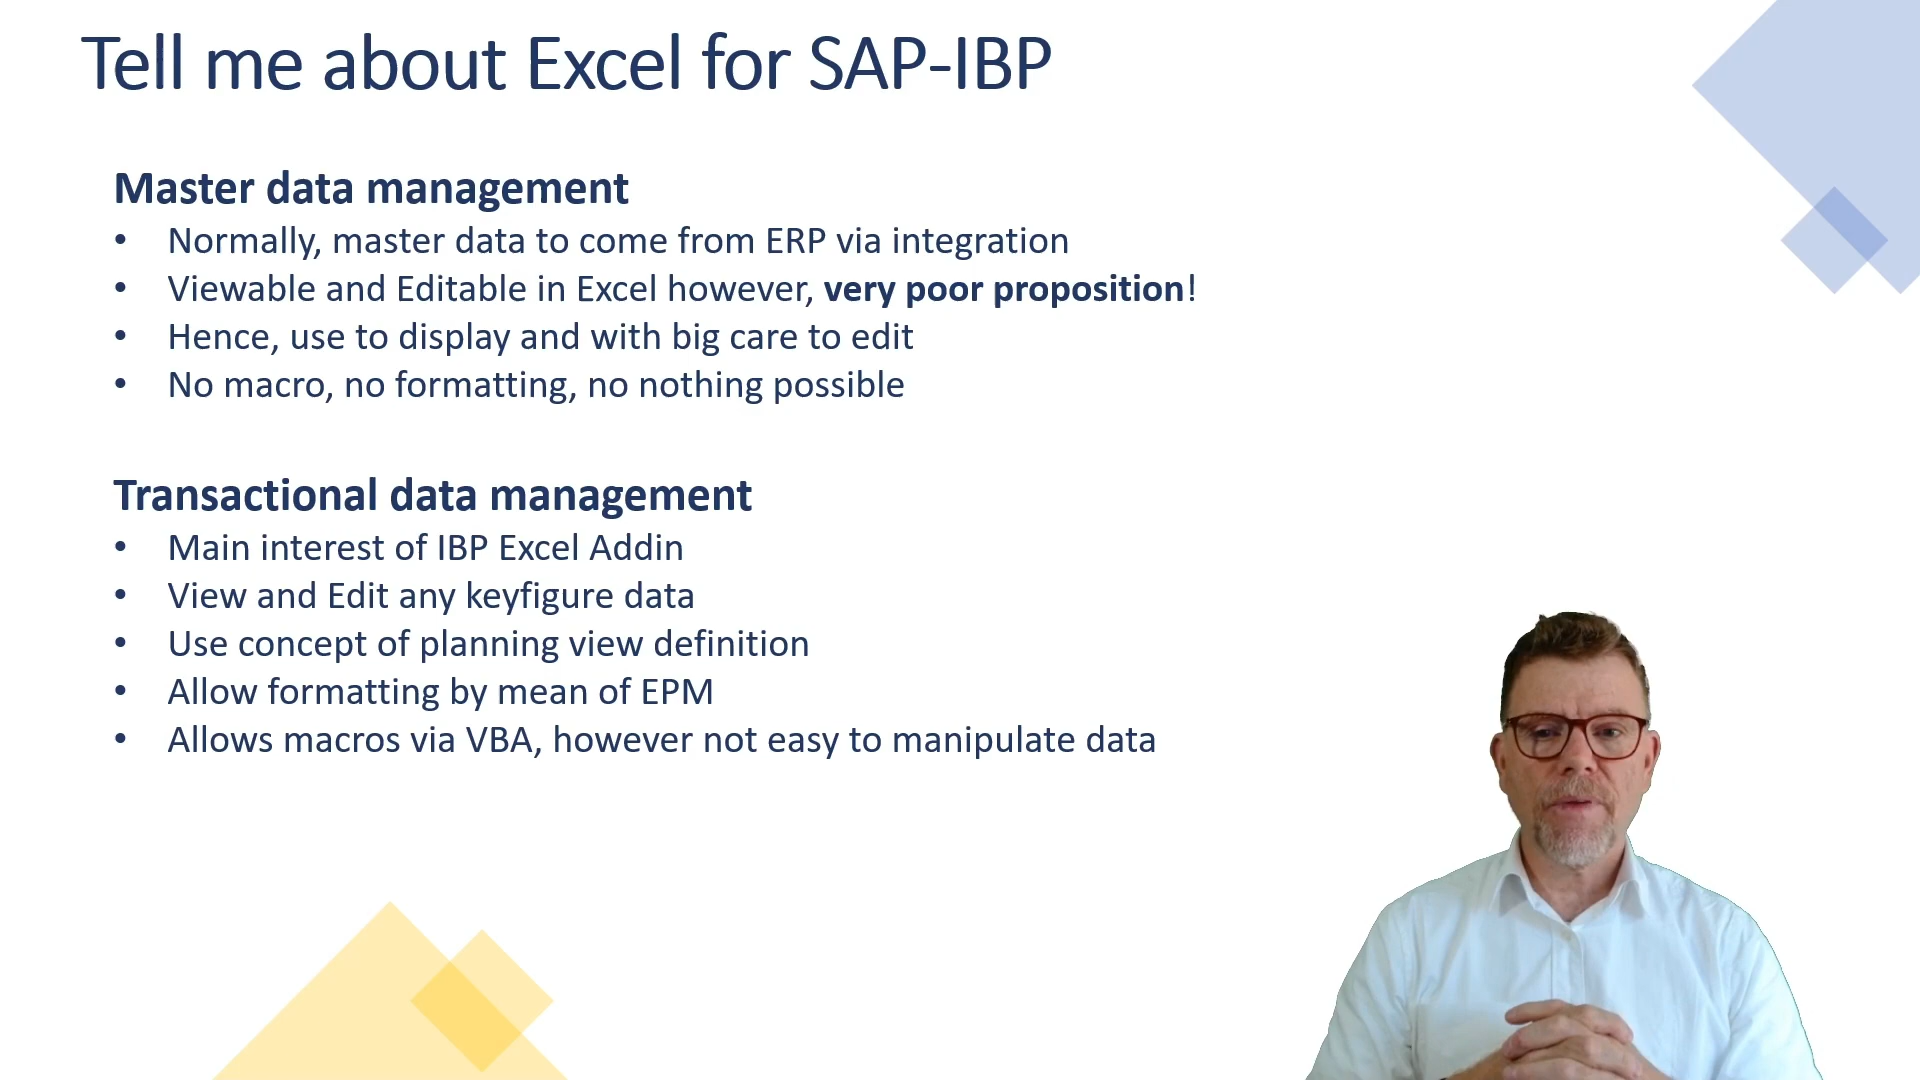 Tell me about Excel for SAP-IBP
Master data management
• Normally, master data to come from ERP via integration
• Viewable and Editable in Excel however, very poor proposition!
• Hence, use to display and with big care to edit
• No macro, no formatting, no nothing possible
Transactional data management
• Main interest of IBP Excel Addin
• View and Edit any keyfigure data
• Use concept of planning view definition
• Allow formatting by mean of EPM
• Allows macros via VBA, however not easy to manipulate data